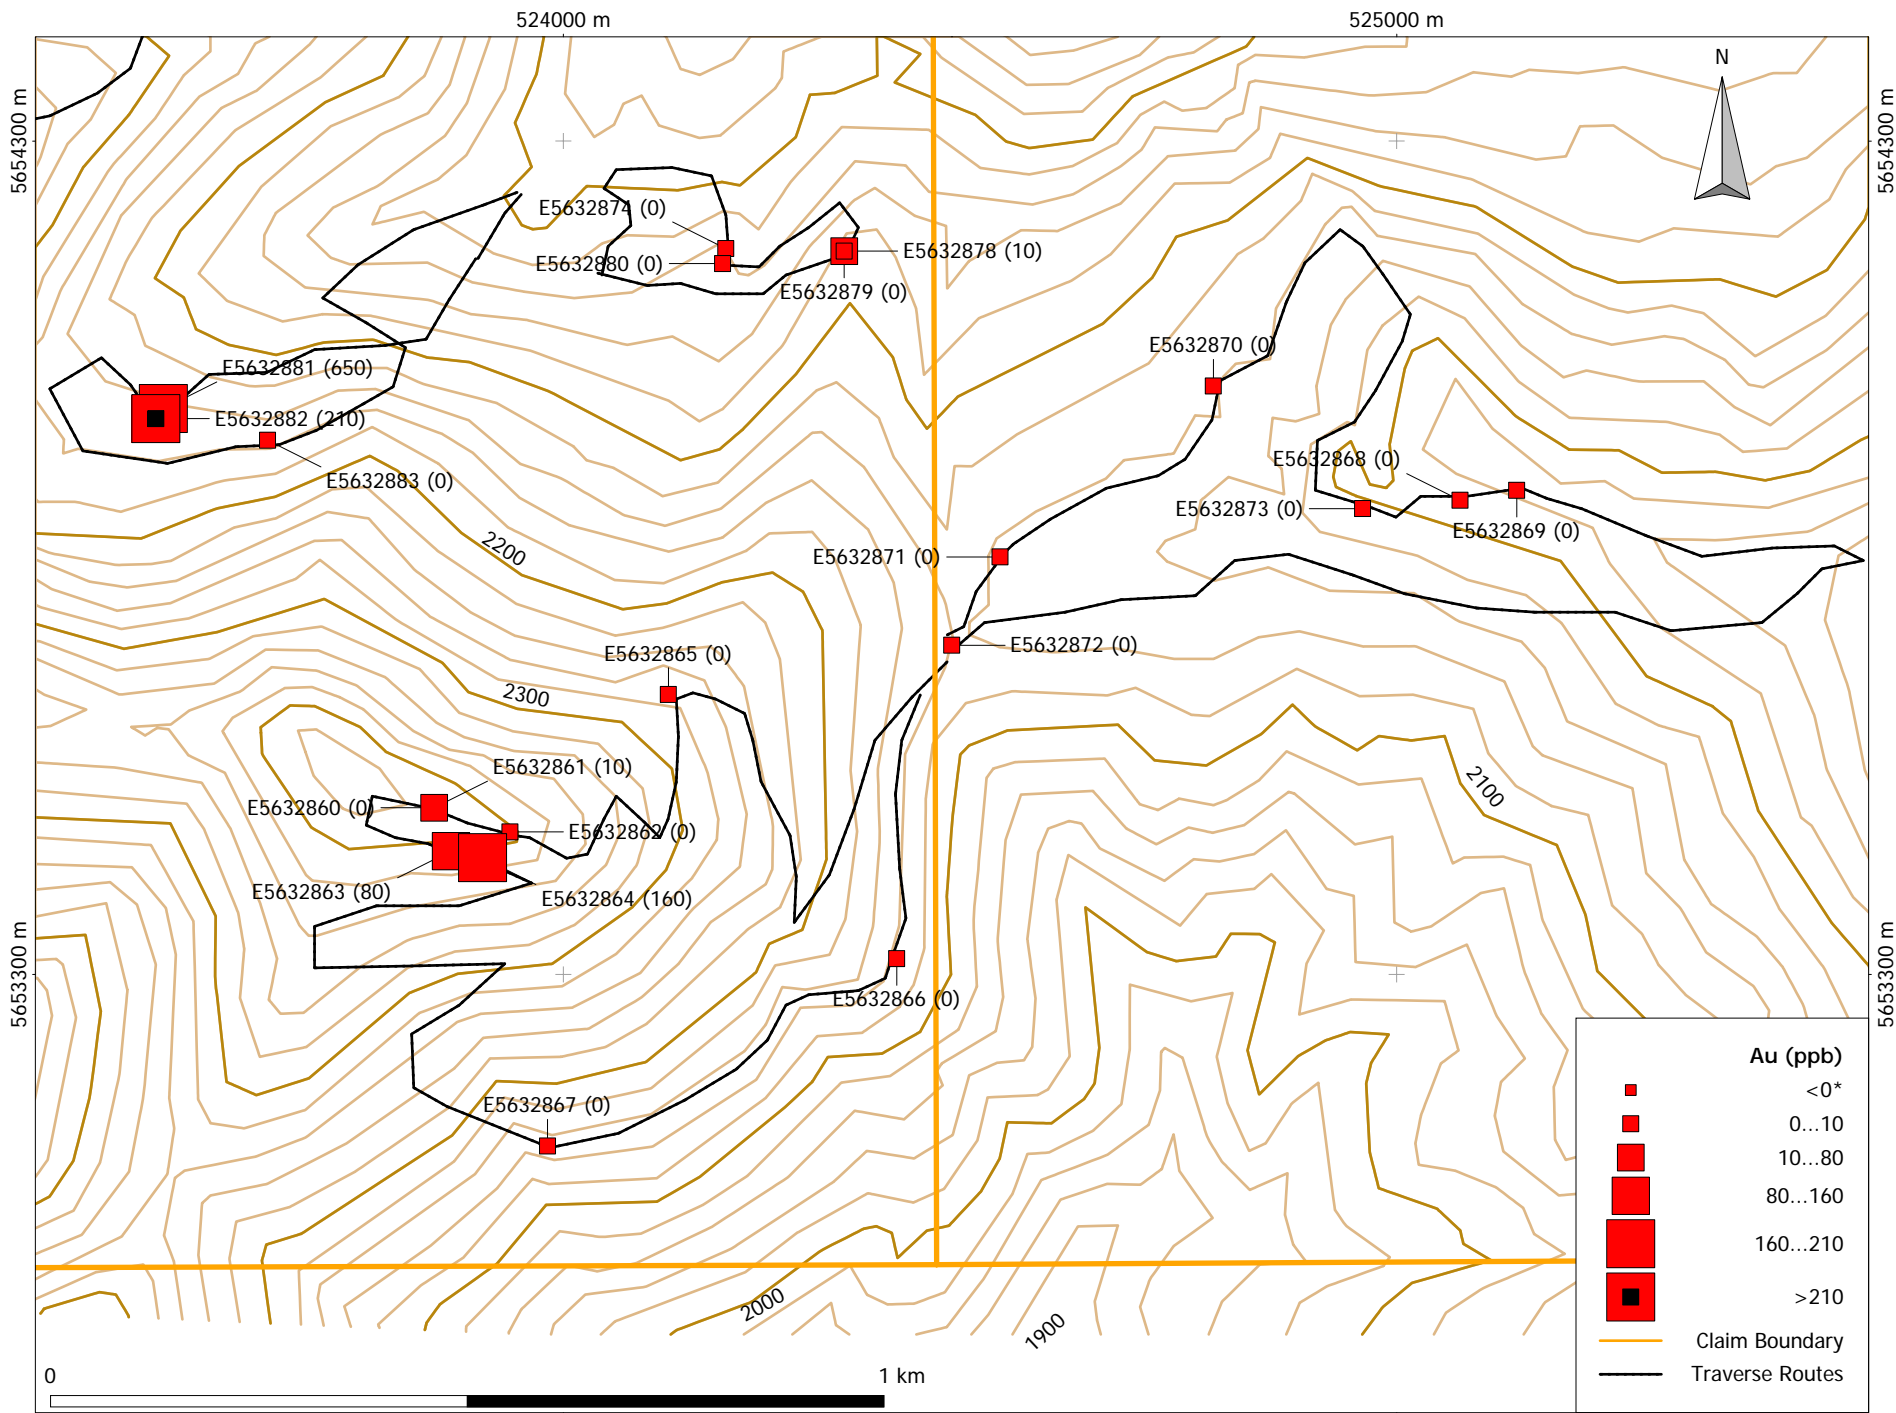 524000 m
525000 m
5654300 m
5654300 m
N
E5632874 (0)
E5632880 (0)
E5632878 (10)
E5632879 (0)
E5632870 (0)
E5632881 (650)
E5632882 (210)
E5632883 (0)
E5632868 (0)
E5632873 (0)
E5632869 (0)
2200
E5632871 (0)
E5632872 (0)
E5632865 (0)
2300
E5632861 (10)
E5632860 (0)
2100
E5632862 (0)
E5632863 (80)
E5632864 (160)
5653300 m
5653300 m
E5632866 (0)
E5632867 (0)
2000
1900
Au (ppb)
<0*
0...10
10...80
80...160
160...210
>210
Claim Boundary
Traverse Routes
0
1 km